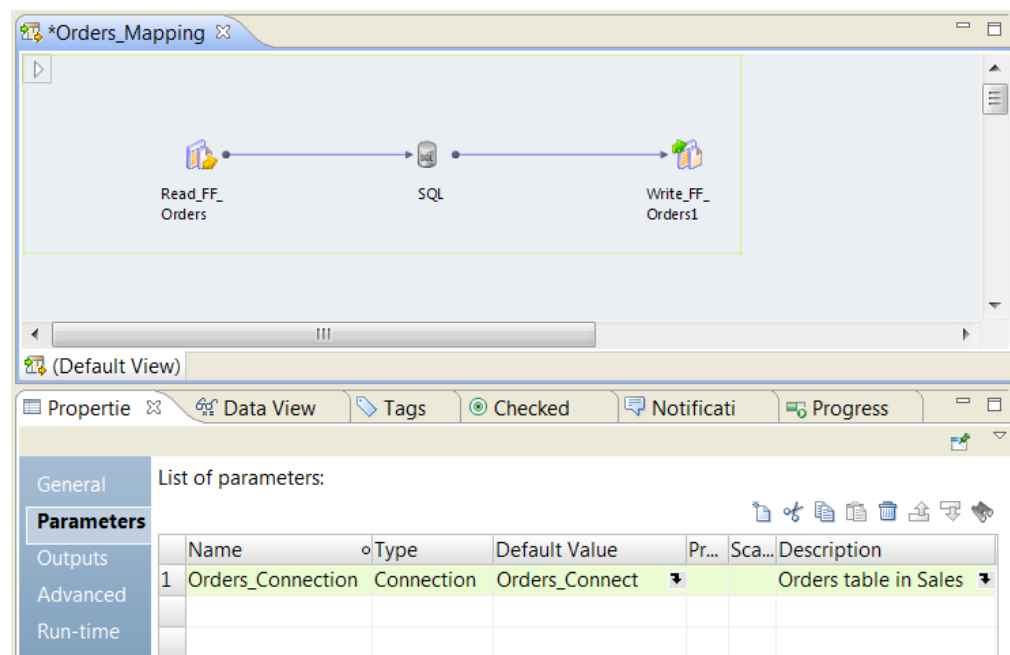 *Orders_Mapping
Read_FF_
Orders
SQL
Write_FF_
Orders1
(Default View)
Propertie Data View Tags Checked Notificati Progress
General
List of parameters:
Parameters
Outputs
Advanced
Run-time
Name Type Default Value Pr... Sca... Description
1 Orders_Connection Connection Orders_Connect Orders table in Sales